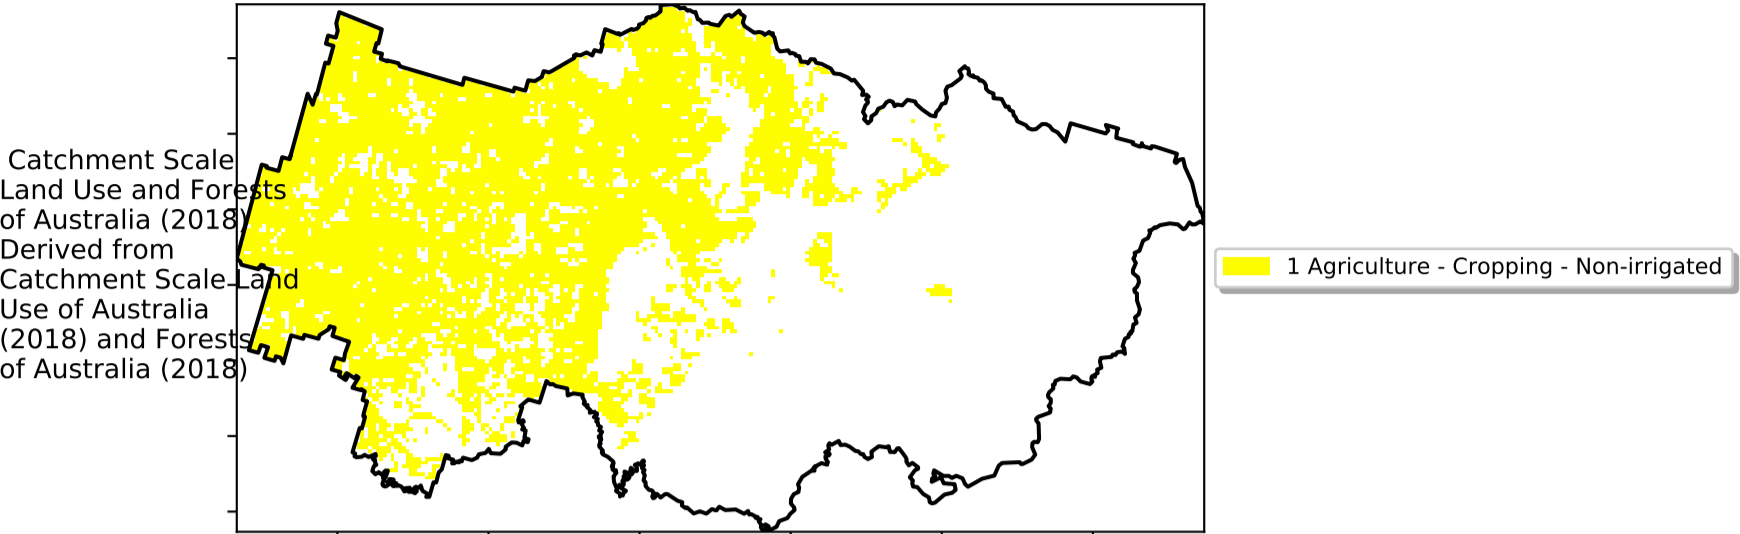 Catchment Scale
Land Use and Forests
of Australia (2018)
Derived from
Catchment Scale Land
Use of Australia
(2018) and Forests
of Australia (2018)
1 Agriculture - Cropping - Non-irrigated